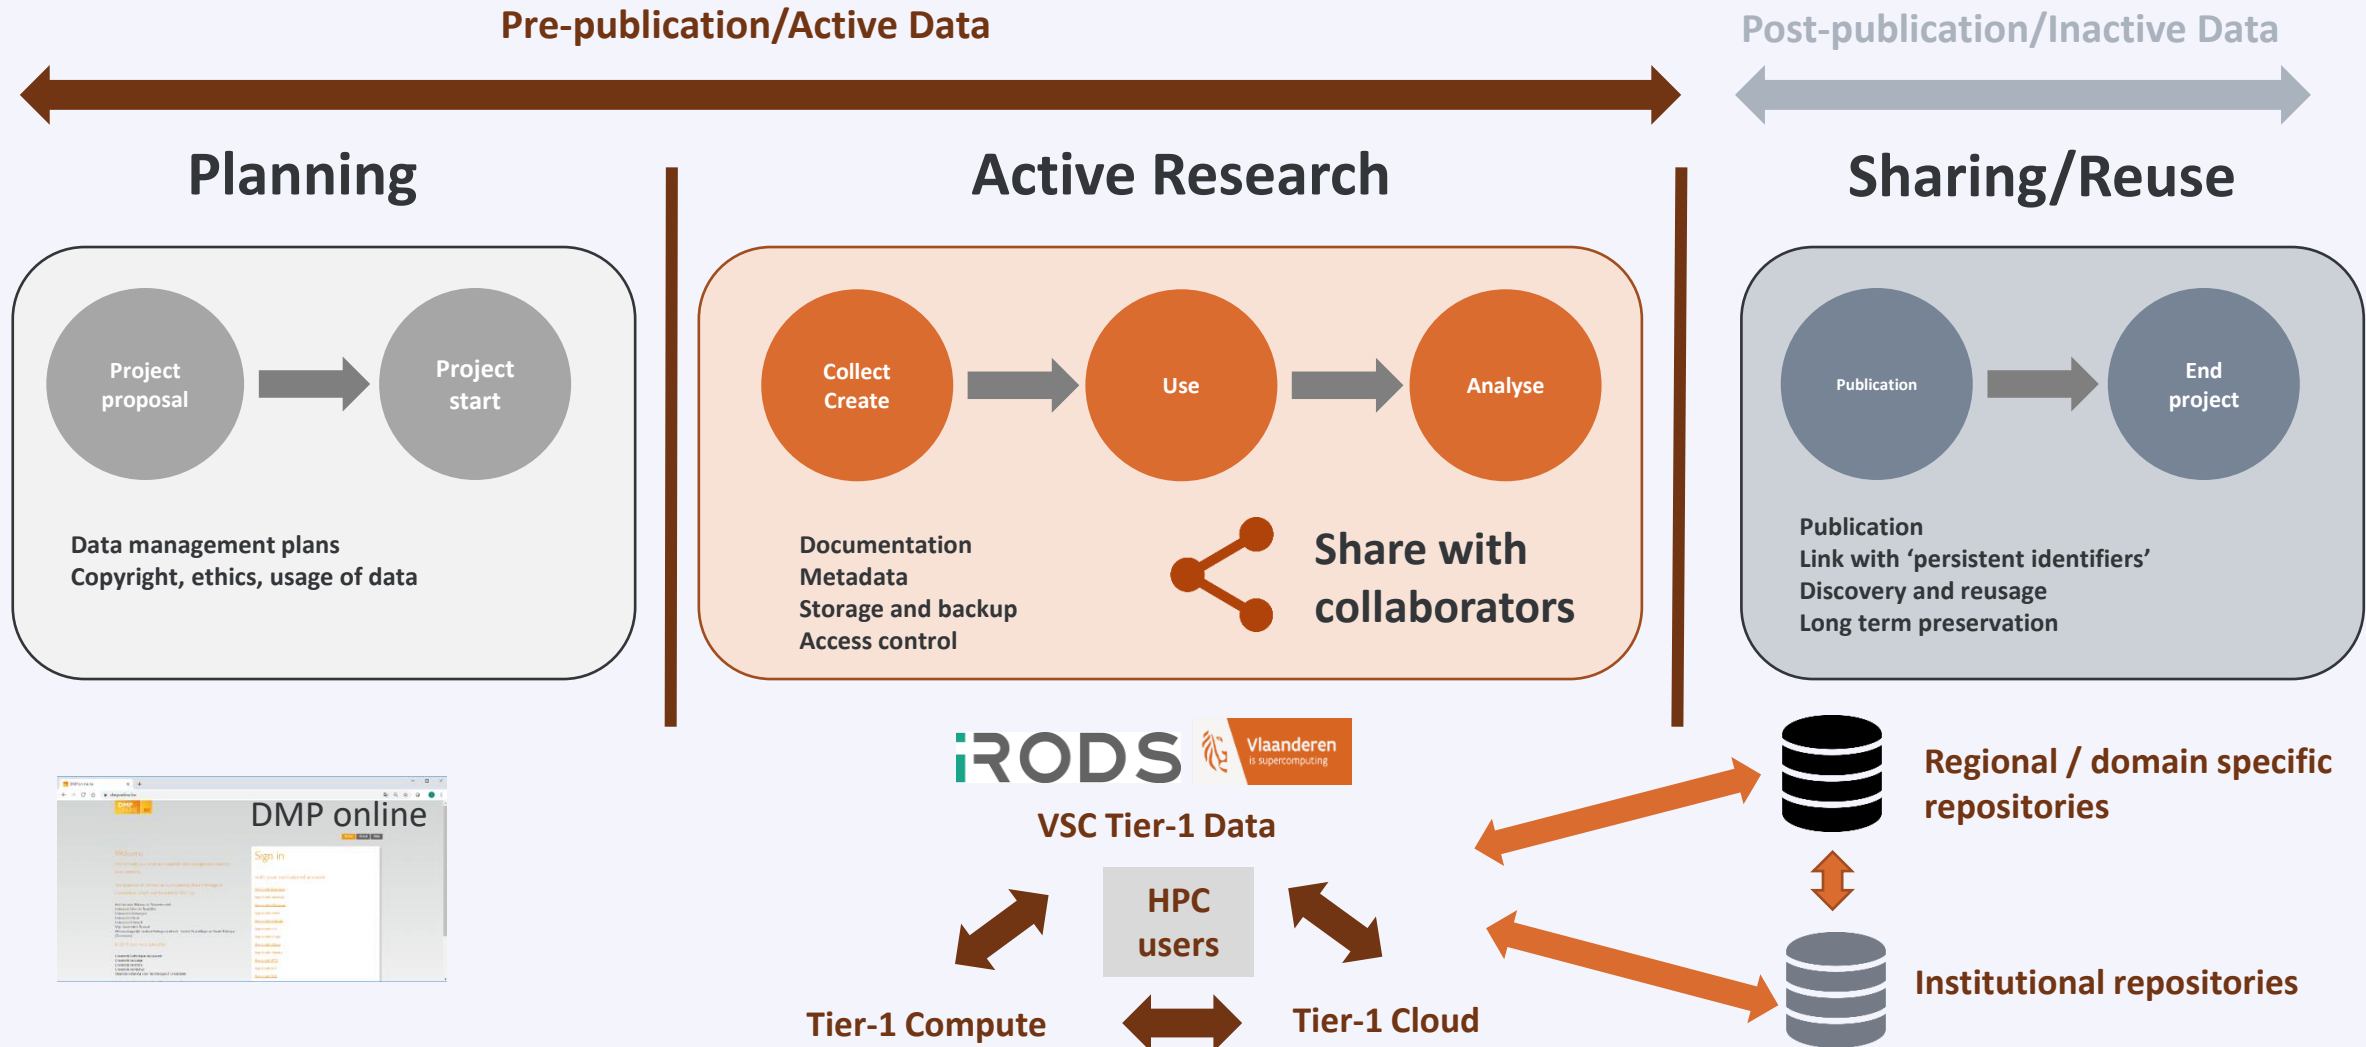 Pre-publication/Active Data
Post-publication/Inactive Data
Planning
Active Research
Sharing/Reuse
Project
proposal
Project
start
Data management plans
Copyright, ethics, usage of data
Collect
Create
Use
Analyse
Documentation
Metadata
Storage and backup
Access control
Share with
collaborators
Publication
End
project
Publication
Link with ‘persistent identifiers’
Discovery and reusage
Long term preservation
iRODS
Vlaanderen
is supercomputing
VSC Tier-1 Data
HPC
users
Tier-1 Compute
Tier-1 Cloud
Regional / domain specific
repositories
Institutional repositories
DMP online
DMP
Welcome
Sign in